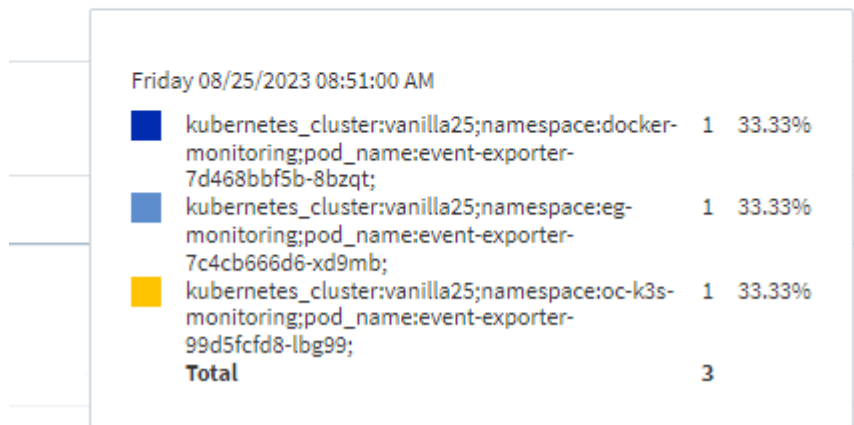 Friday 08/25/2023 08:51:00 AM
kubernetes_cluster:vanilla25;namespace:docker- 1 33.33%
monitoring;pod_name:event-exporter-
7d468bbf5b-8bzqt;
kubernetes_cluster:vanilla25;namespace:eg- 1 33.33%
monitoring;pod_name:event-exporter-
7c4cb666d6-xd9mb;
kubernetes_cluster:vanilla25;namespace:oc-k3s- 1 33.33%
monitoring;pod_name:event-exporter-
99d5fcfd8-lbg99;
Total 3